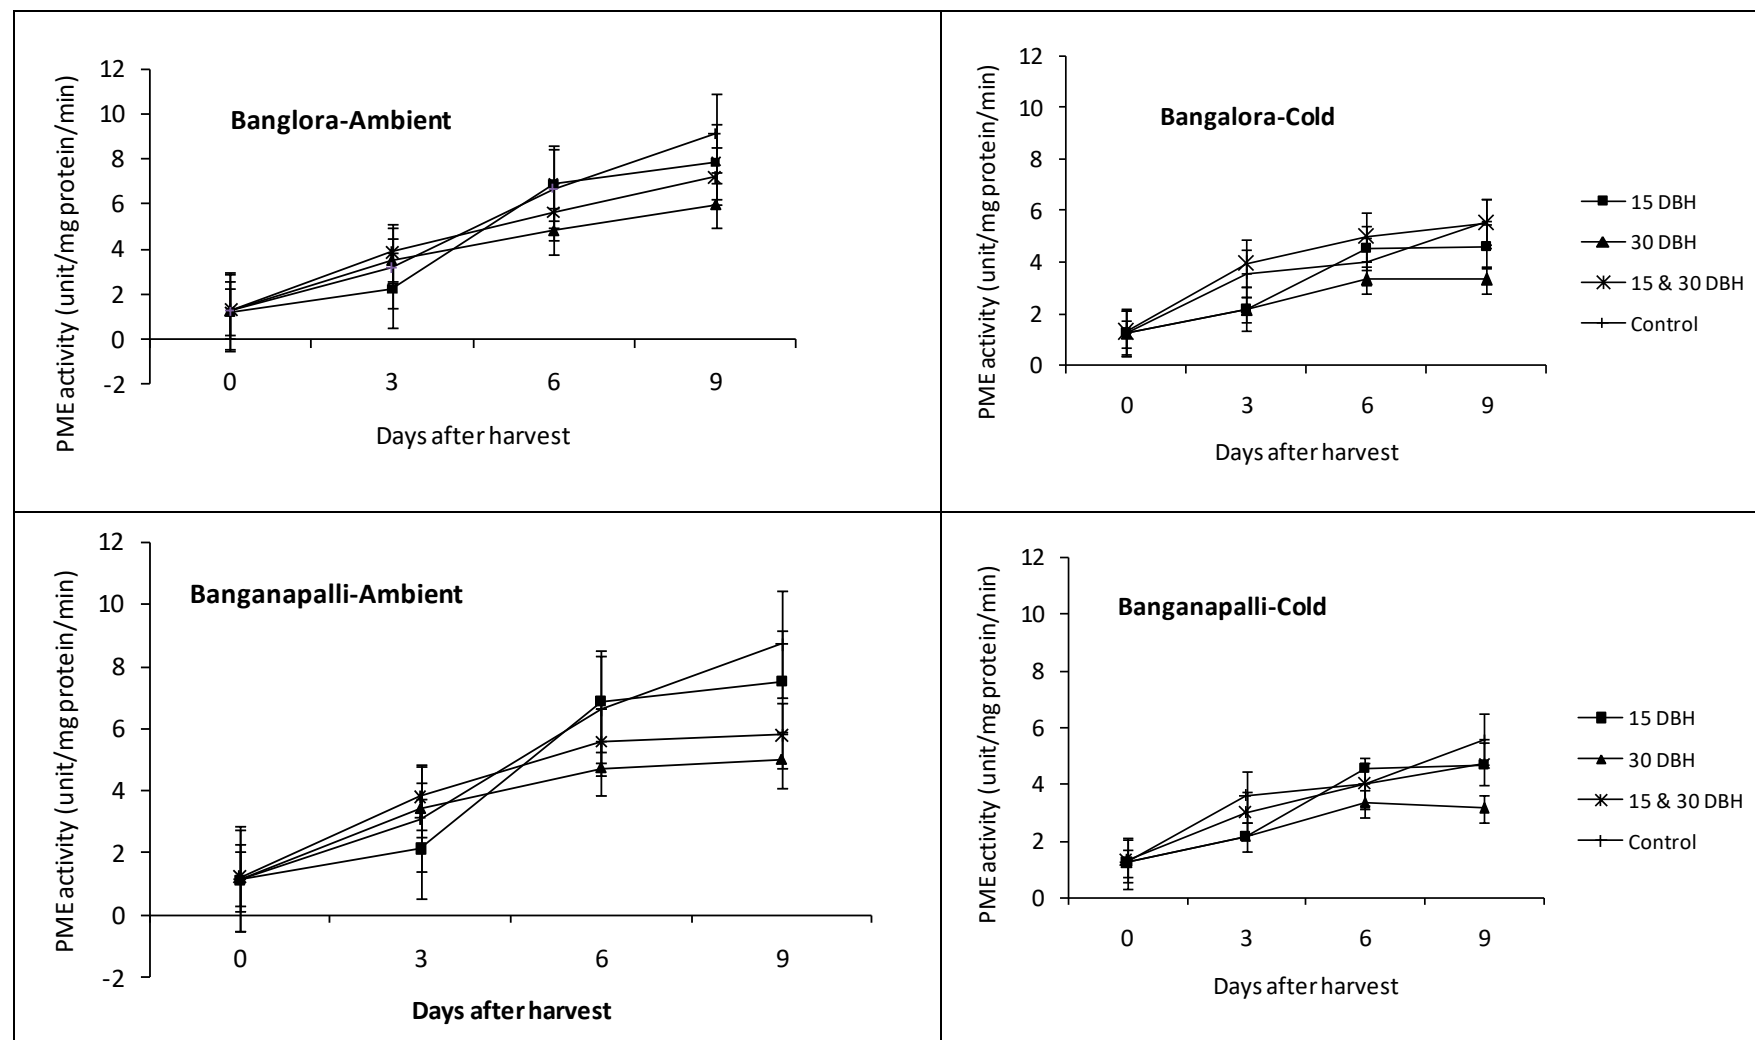 Banglora-Ambient
PME activity (unit/mg protein/min)
12
10
8
6
4
2
0
-2
0 3 6 9
Days after harvest
Bangalora-Cold
PME activity (unit/mg protein/min)
12
10
8
6
4
2
0
0 3 6 9
Days after harvest
15 DBH
30 DBH
15 & 30 DBH
Control
Banganapalli-Ambient
PME activity (unit/mg protein/min)
12
10
8
6
4
2
0
-2
0 3 6 9
Days after harvest
Banganapalli-Cold
PME activity (unit/mg protein/min)
12
10
8
6
4
2
0
0 3 6 9
Days after harvest
15 DBH
30 DBH
15 & 30 DBH
Control